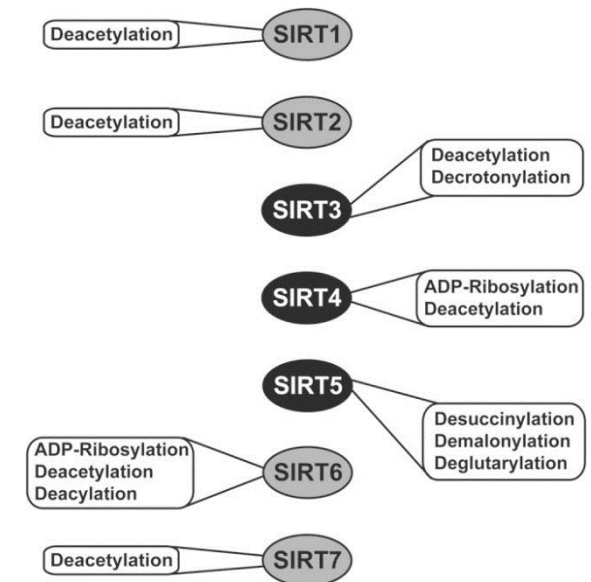 Deacetylation
SIRT1
Deacetylation
SIRT2
SIRT3
Deacetylation
Decrotonylation
SIRT4
ADP-Ribosylation
Deacetylation
SIRT5
Desuccinylation
Demalonylation
Deglutarylation
ADP-Ribosylation
Deacetylation
Deacylation
SIRT6
Deacetylation
SIRT7